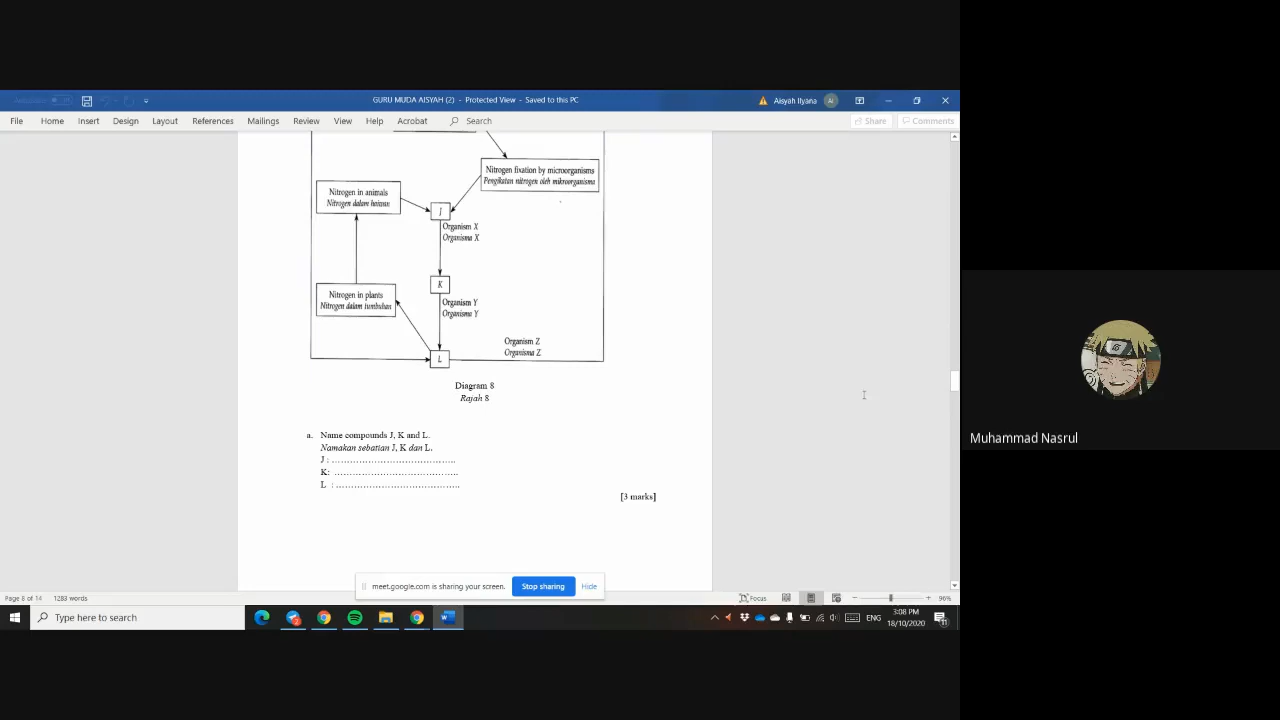 GURU MUDA AISYAH (2) - Protected View - Saved to this PC
Aisyah Ilyana
AI
File Home Insert Design Layout References Mailings Review View Help Acrobat Search
Share Comments
Nitrogen fixation by microorganisms
Pengikatan nitrogen oleh mikroorganisma
Nitrogen in animals
Nitrogen dalam haiwan
J
Organism X
Organisma X
K
Nitrogen in plants
Nitrogen dalam tumbuhan
Organism Y
Organisma Y
Organism Z
Organisma Z
L
Diagram 8
Rajah 8
a. Name compounds J, K and L.
Namakan sebatian J, K dan L.
J : ……………………………….
K: ……………………………….
L : ……………………………….
[3 marks]
Muhammad Nasrul
meet.google.com is sharing your screen. Stop sharing Hide
Page 8 of 14 1283 words
Focus
96%
Type here to search
ENG
3:08 PM
18/10/2020